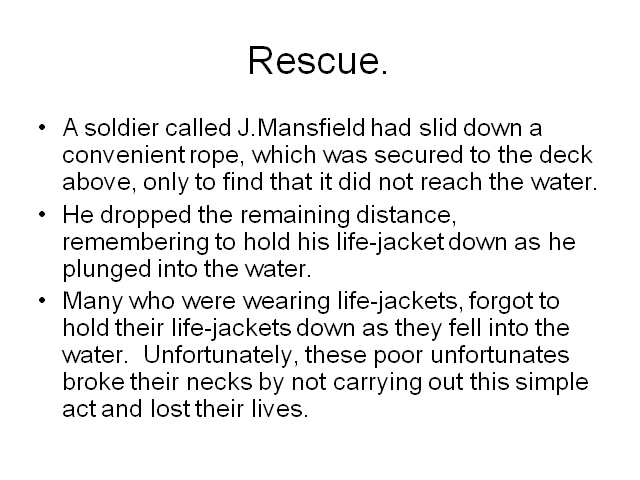 Rescue.
• A soldier called J.Mansfield had slid down a
convenient rope, which was secured to the deck
above, only to find that it did not reach the water.
• He dropped the remaining distance,
remembering to hold his life-jacket down as he
plunged into the water.
• Many who were wearing life-jackets, forgot to
hold their life-jackets down as they fell into the
water.  Unfortunately, these poor unfortunates
broke their necks by not carrying out this simple
act and lost their lives.